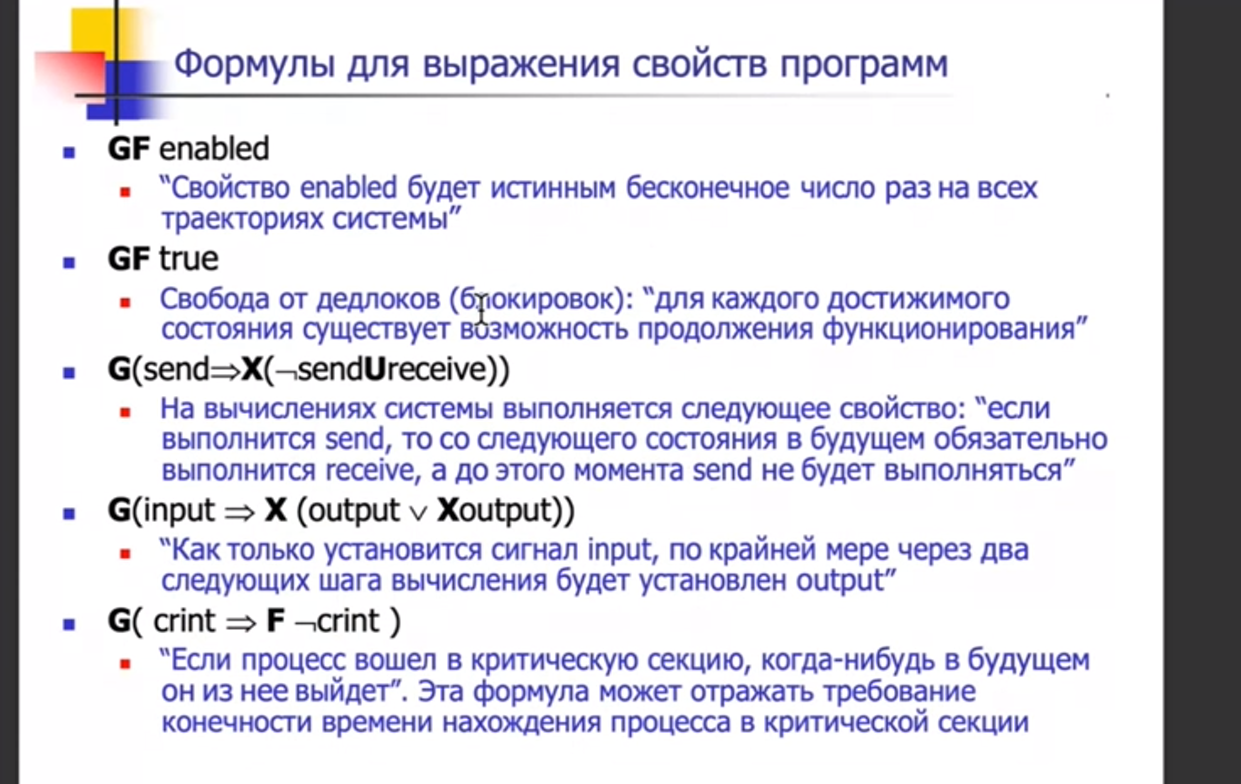 Формулы для выражения свойств программ
GF enabled
“Свойство enabled будет истинным бесконечное число раз на всех
траекториях системы”
GF true
Свобода от дедлоков (блокировок): “для каждого достижимого
состояния существует возможность продолжения функционирования”
G(send⇒X(¬sendUreceive))
На вычислениях системы выполняется следующее свойство: “если
выполнится send, то со следующего состояния в будущем обязательно
выполнится receive, а до этого момента send не будет выполняться”
G(input ⇒ X (output ∨ Xoutput))
“Как только установится сигнал input, по крайней мере через два
следующих шага вычисления будет установлен output”
G( crint ⇒ F ¬crint )
“Если процесс вошел в критическую секцию, когда-нибудь в будущем
он из нее выйдет”. Эта формула может отражать требование
конечности времени нахождения процесса в критической секции